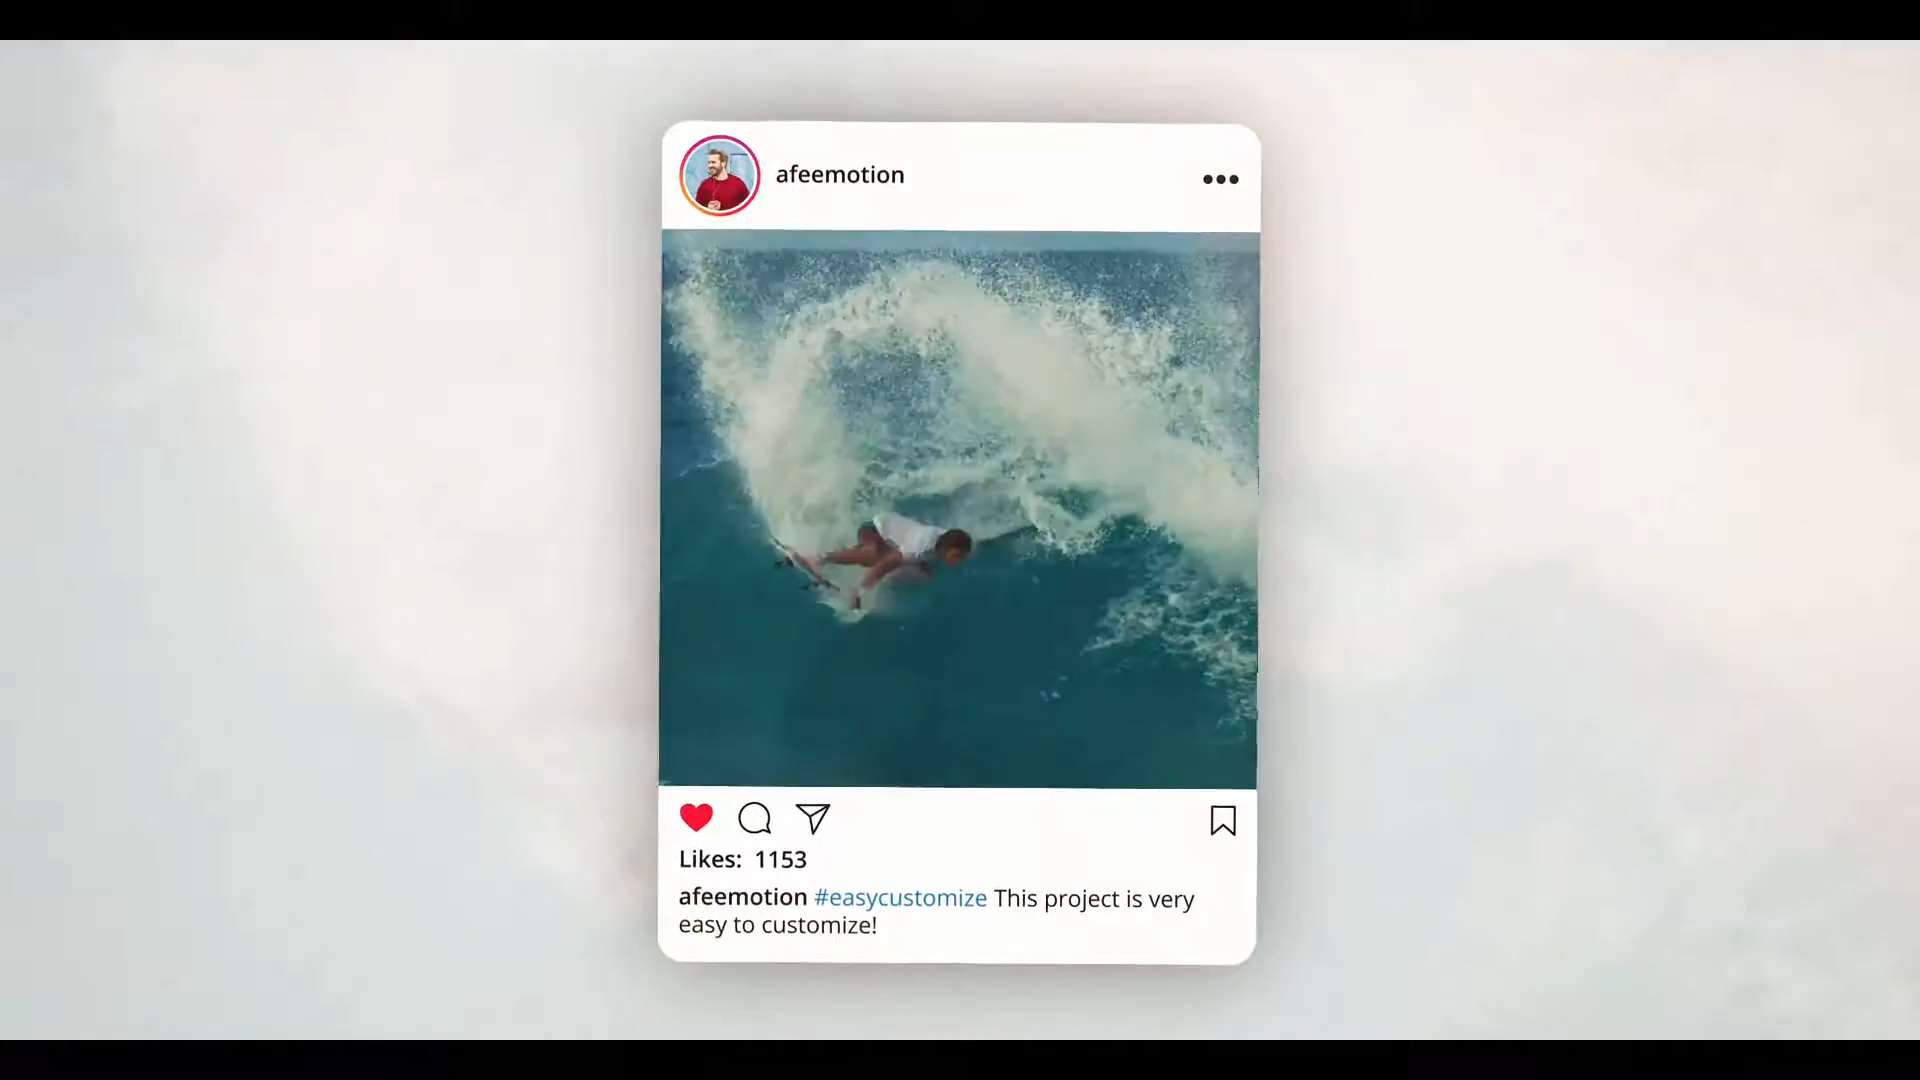 afeemotion
Likes: 1153
afeemotion #easycustomize This project is very
easy to customize!